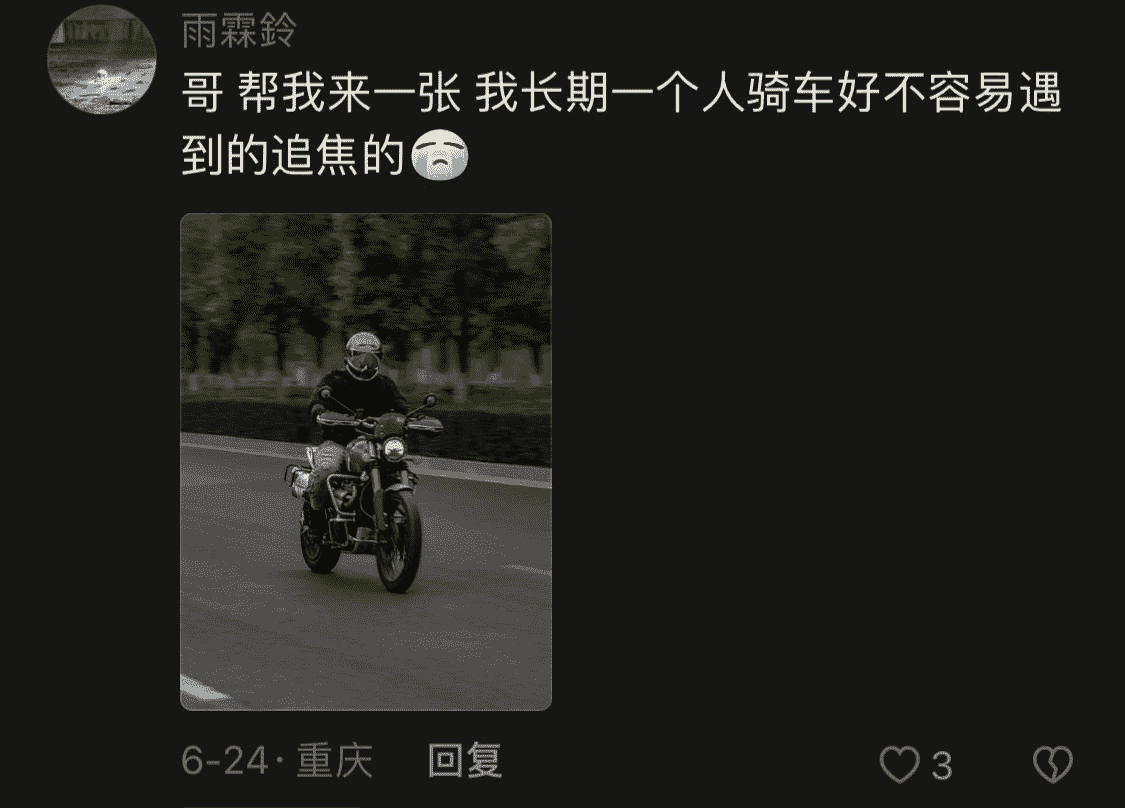 雨霖鈴
哥 帮我来一张 我长期一个人骑车好不容易遇
到的追焦的😭
6-24· 重庆 回复
3